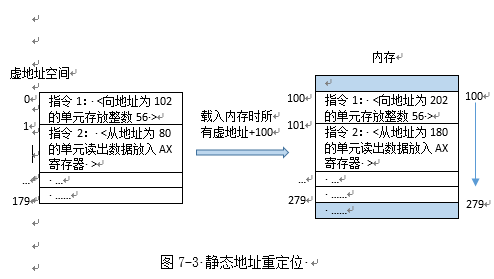 内存
虚地址空间
0
指令 1: <向地址为 102
的单元存放整数 56>
1
指令 2: <从地址为 80
的单元读出数据放入 AX
寄存器 >
...
...
179
......
载入内存时所
有虚地址+100
100
指令 1: <向地址为 202
的单元存放整数 56>
101
指令 2: <从地址为 180
的单元读出数据放入 AX
寄存器 >
...
...
279
......
......
100
279
图 7-3 静态地址重定位